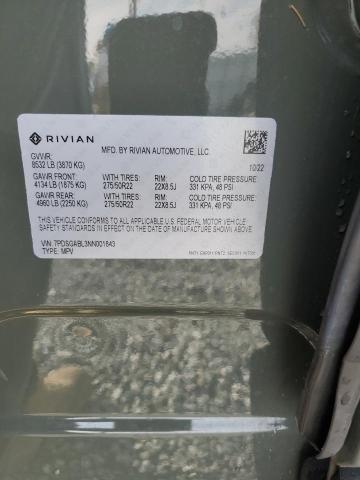 RIVIAN
MFD. BY RIVIAN AUTOMOTIVE, LLC
GVWR:
8532 LB (3870 KG)
10/22
GAWR FRONT: WITH TIRES: RIM: COLD TIRE PRESSURE:
4134 LB (1875 KG) 275/50R22 22X8.5J 331 KPA, 48 PSI
GAWR REAR: WITH TIRES: RIM: COLD TIRE PRESSURE:
4960 LB (2250 KG) 275/50R22 22X8.5J 331 KPA, 48 PSI
THIS VEHICLE CONFORMS TO ALL APPLICABLE U.S. FEDERAL MOTOR VEHICLE
SAFETY STANDARDS IN EFFECT ON THE DATE OF MANUFACTURE SHOWN ABOVE.
VIN: 7PDSGABL3NN001643
TYPE: MPV